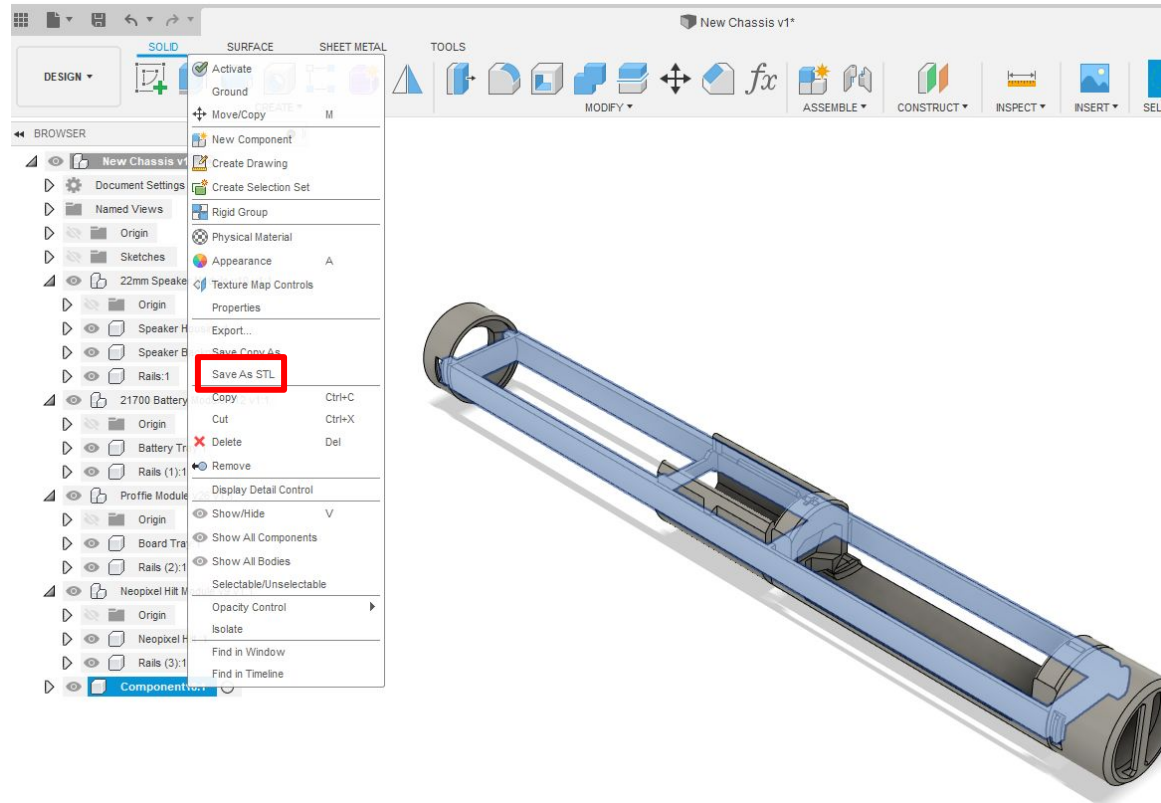 New Chassis v1*
SOLID SURFACE SHEET METAL TOOLS
DESIGN
CREATE
MODIFY
ASSEMBLE
CONSTRUCT
INSPECT
INSERT
SEL
fx
BROWSER
New Chassis v1
Document Settings
Named Views
Origin
Sketches
22mm Speake
Origin
Speaker H
Speaker B
Rails:1
21700 Battery
Origin
Battery Tr
Rails (1):1
Proffie Module
Origin
Board Tra
Rails (2):1
Neopixel Hilt M
Origin
Neopixel H
Rails (3):1
Activate
Ground
Move/Copy M
New Component
Create Drawing
Create Selection Set
Rigid Group
Physical Material
Appearance A
Texture Map Controls
Properties
Export...
Save Copy As
Save As STL
Copy Ctrl+C
Cut Ctrl+X
Delete Del
Remove
Display Detail Control
Show/Hide V
Show All Components
Show All Bodies
Selectable/Unselectable
Opacity Control
Isolate
Find in Window
Find in Timeline